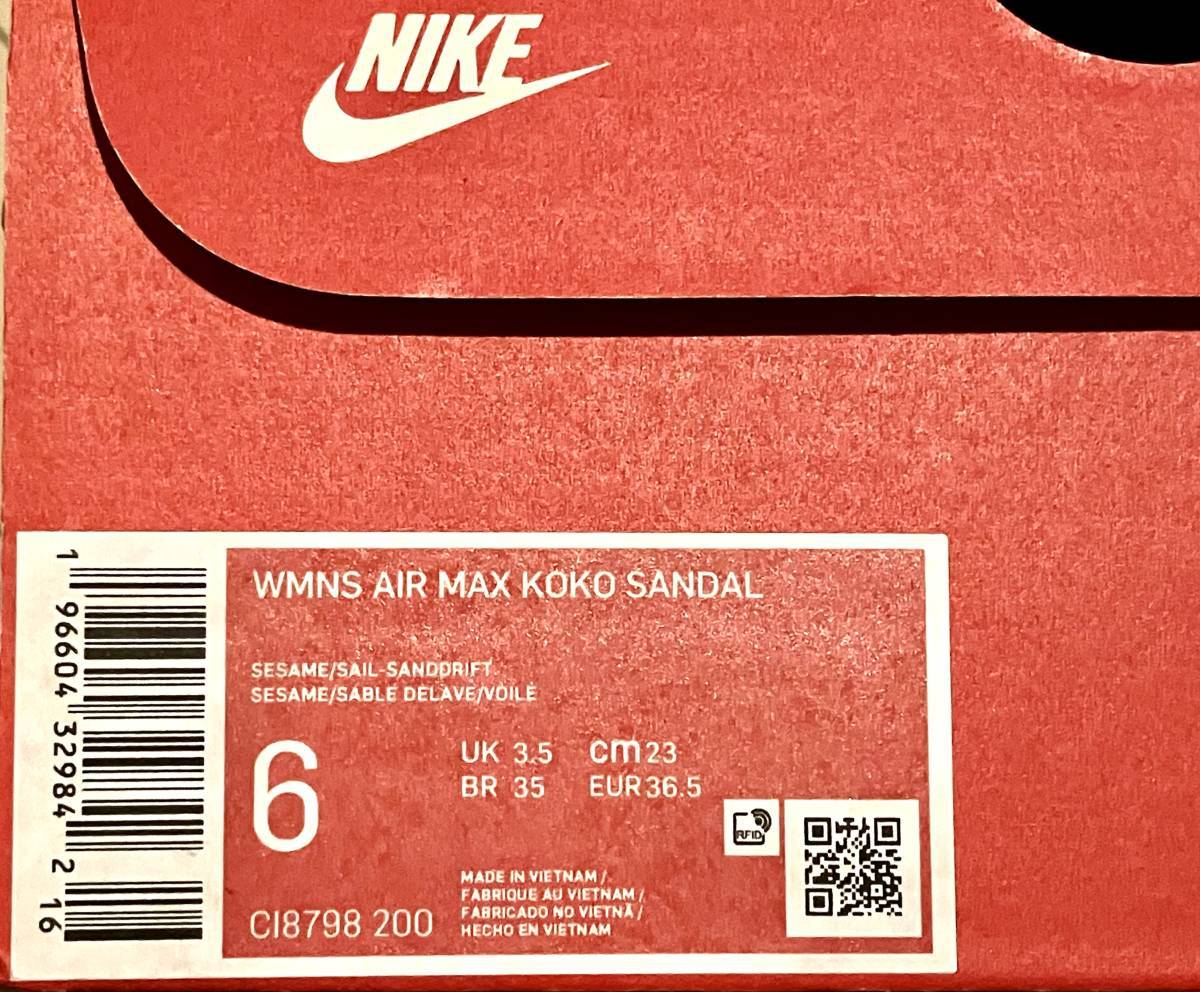 NIKE
WMNS AIR MAX KOKO SANDAL
SESAME/SAIL-SANDDRIFT
SESAME/SABLE DELAVE/VOILE
6
UK 3.5 cm 23
BR 35 EUR 36.5
RFID
MADE IN VIETNAM /
FABRIQUE AU VIETNAM /
FABRICADO NO VIETNÃ /
HECHO EN VIETNAM
CI8798 200
1 96604 32984 2 16